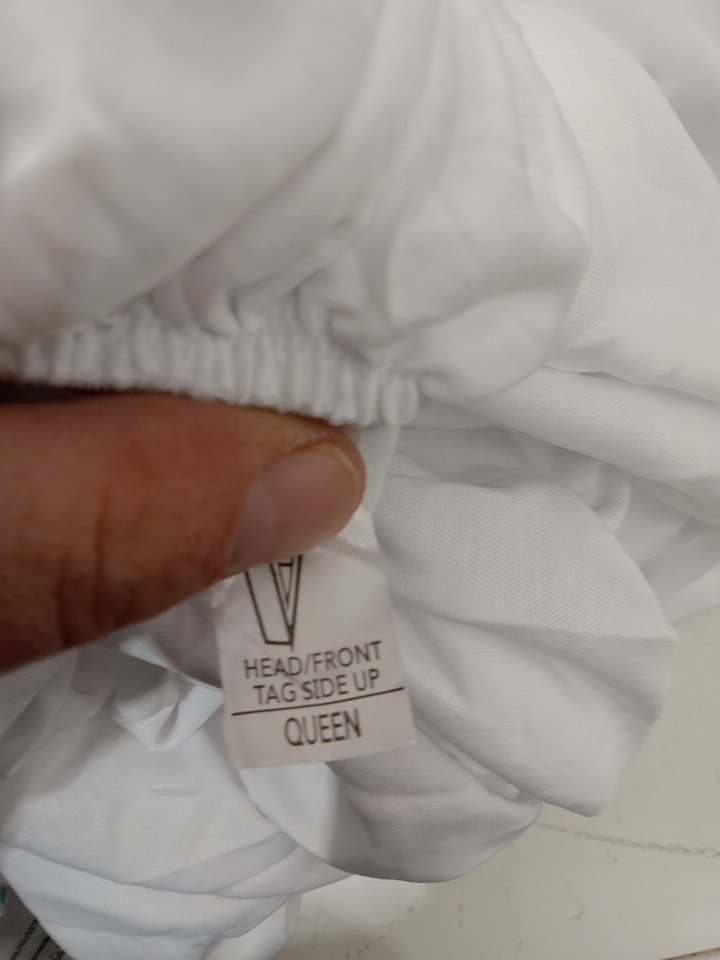 HEAD/FRONT
TAG SIDE UP
QUEEN